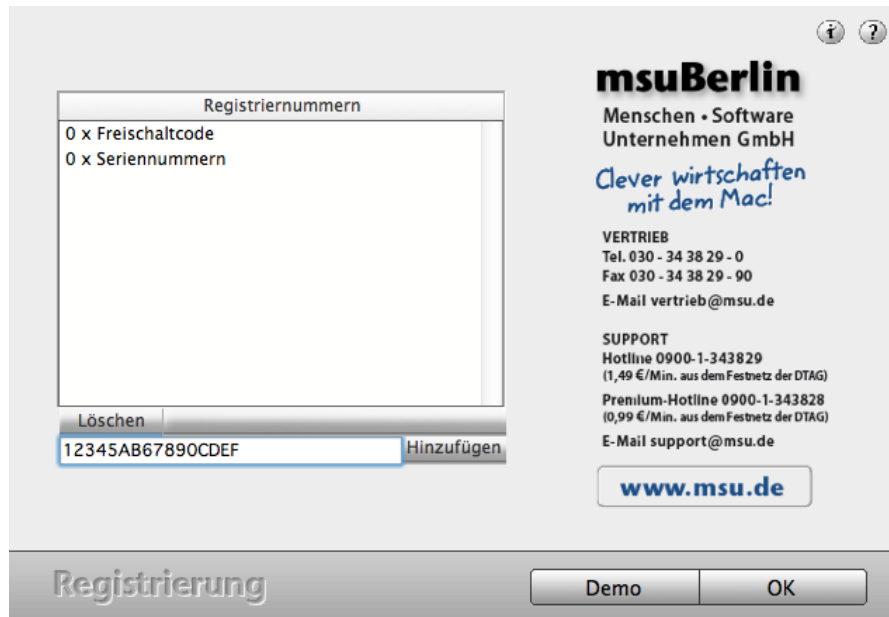 Registriernummern
0 x Freischaltcode
0 x Seriennummern
Löschen
12345AB67890CDEF
Hinzufügen
i ?
msuBerlin
Menschen • Software
Unternehmen GmbH
Clever wirtschaften
mit dem Mac!
VERTRIEB
Tel. 030 - 34 38 29 - 0
Fax 030 - 34 38 29 - 90
E-Mail vertrieb@msu.de
SUPPORT
Hotline 0900-1-343829
(1,49 €/Min. aus dem Festnetz der DTAG)
Premium-Hotline 0900-1-343828
(0,99 €/Min. aus dem Festnetz der DTAG)
E-Mail support@msu.de
www.msu.de
Registrierung
Demo
OK